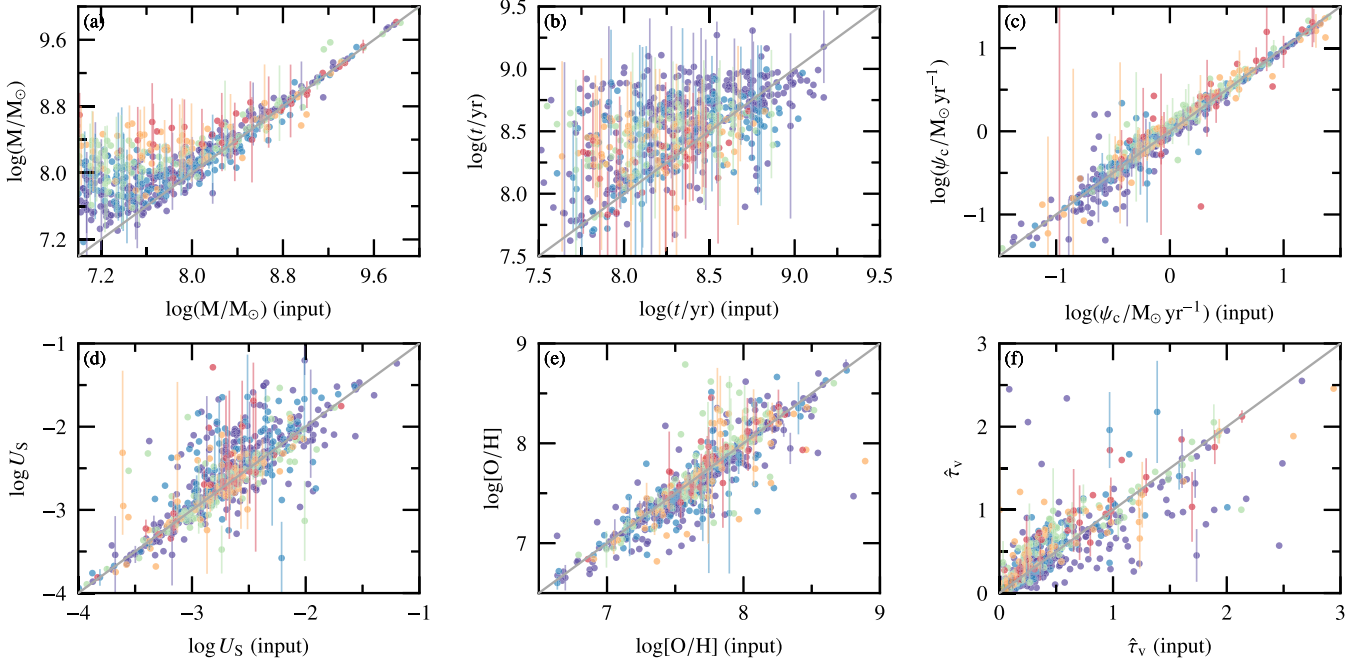 (a)
9.6
8.8
8.0
7.2
log(M/M☉)
7.2 8.0 8.8 9.6
log(M/M☉) (input)
(b)
9.5
9.0
8.5
8.0
7.5
log(t/yr)
7.5 8.0 8.5 9.0 9.5
log(t/yr) (input)
(c)
1
0
−1
log(ψc/M☉ yr⁻¹)
−1 0 1
log(ψc/M☉ yr⁻¹) (input)
(d)
−1
−2
−3
−4
log US
−4 −3 −2 −1
log US (input)
(e)
9
8
7
log[O/H]
7 8 9
log[O/H] (input)
(f)
3
2
1
0
τ̂v
0 1 2 3
τ̂v (input)